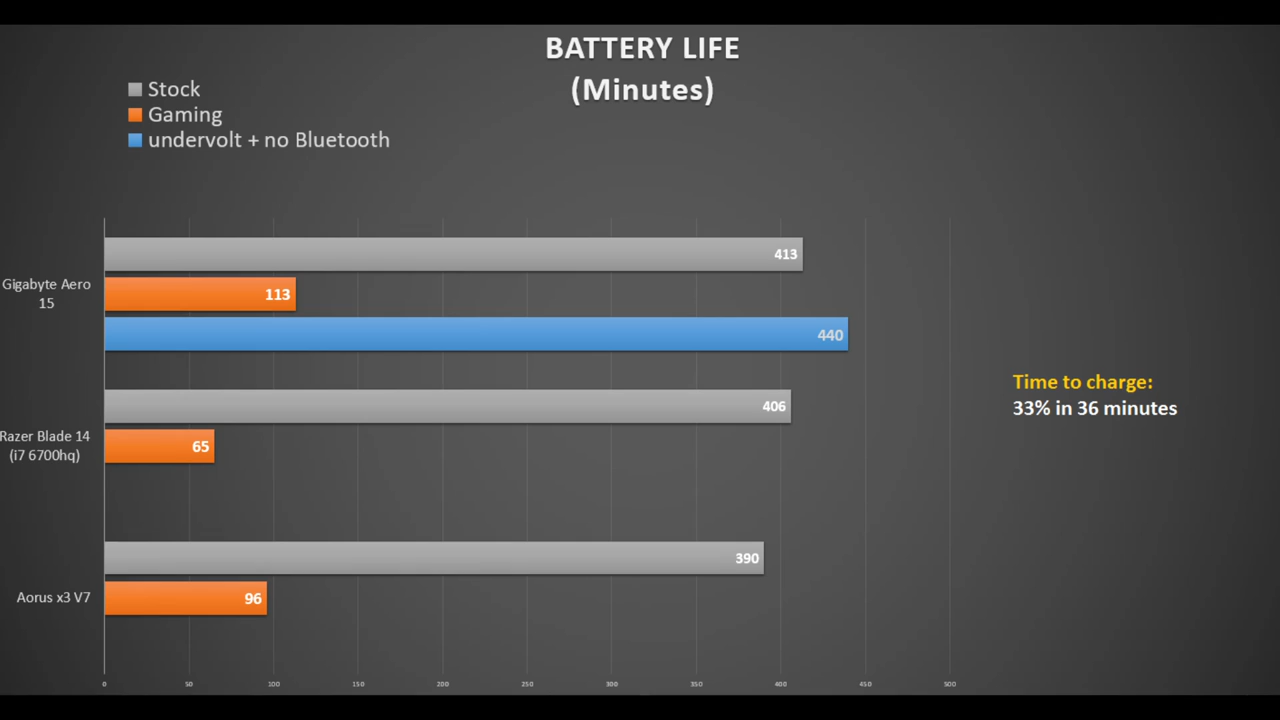 BATTERY LIFE
(Minutes)
Stock
Gaming
undervolt + no Bluetooth
413
Gigabyte Aero
15
113
440
406
Razer Blade 14
(i7 6700hq)
65
390
Aorus x3 V7
96
Time to charge:
33% in 36 minutes
0 50 100 150 200 250 300 350 400 450 500